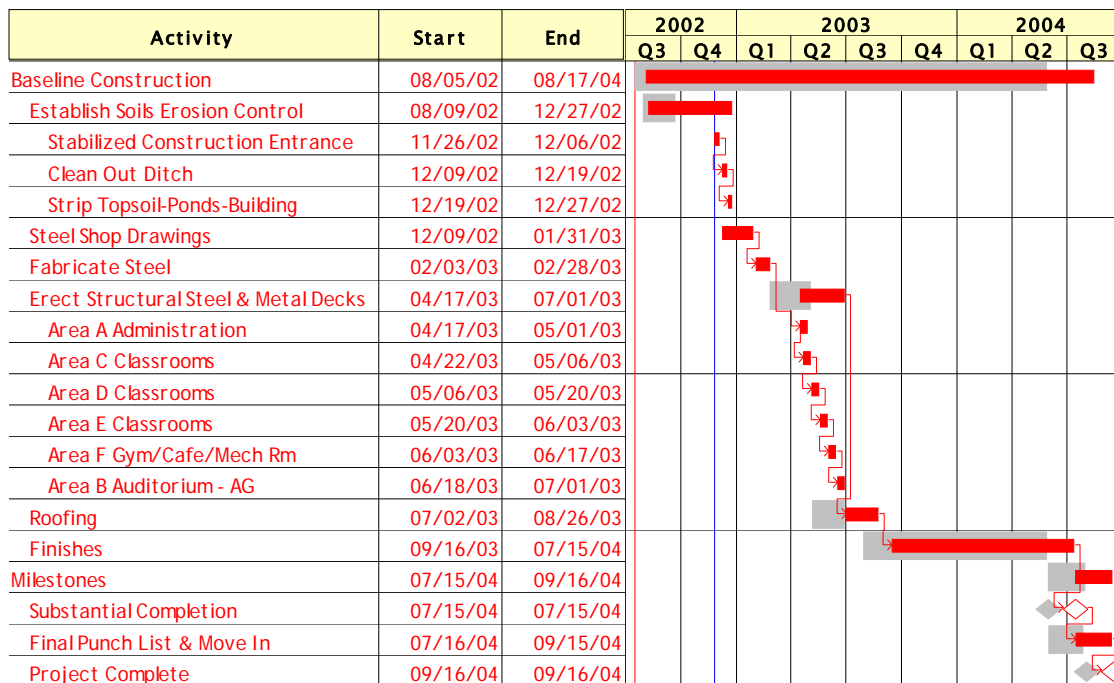 Activity Start End 2002 2003 2004
Q3 Q4 Q1 Q2 Q3 Q4 Q1 Q2 Q3
Baseline Construction 08/05/02 08/17/04
Establish Soils Erosion Control 08/09/02 12/27/02
Stabilized Construction Entrance 11/26/02 12/06/02
Clean Out Ditch 12/09/02 12/19/02
Strip Topsoil-Ponds-Building 12/19/02 12/27/02
Steel Shop Drawings 12/09/02 01/31/03
Fabricate Steel 02/03/03 02/28/03
Erect Structural Steel & Metal Decks 04/17/03 07/01/03
Area A Administration 04/17/03 05/01/03
Area C Classrooms 04/22/03 05/06/03
Area D Classrooms 05/06/03 05/20/03
Area E Classrooms 05/20/03 06/03/03
Area F Gym/Cafe/Mech Rm 06/03/03 06/17/03
Area B Auditorium - AG 06/18/03 07/01/03
Roofing 07/02/03 08/26/03
Finishes 09/16/03 07/15/04
Milestones 07/15/04 09/16/04
Substantial Completion 07/15/04 07/15/04
Final Punch List & Move In 07/16/04 09/15/04
Project Complete 09/16/04 09/16/04